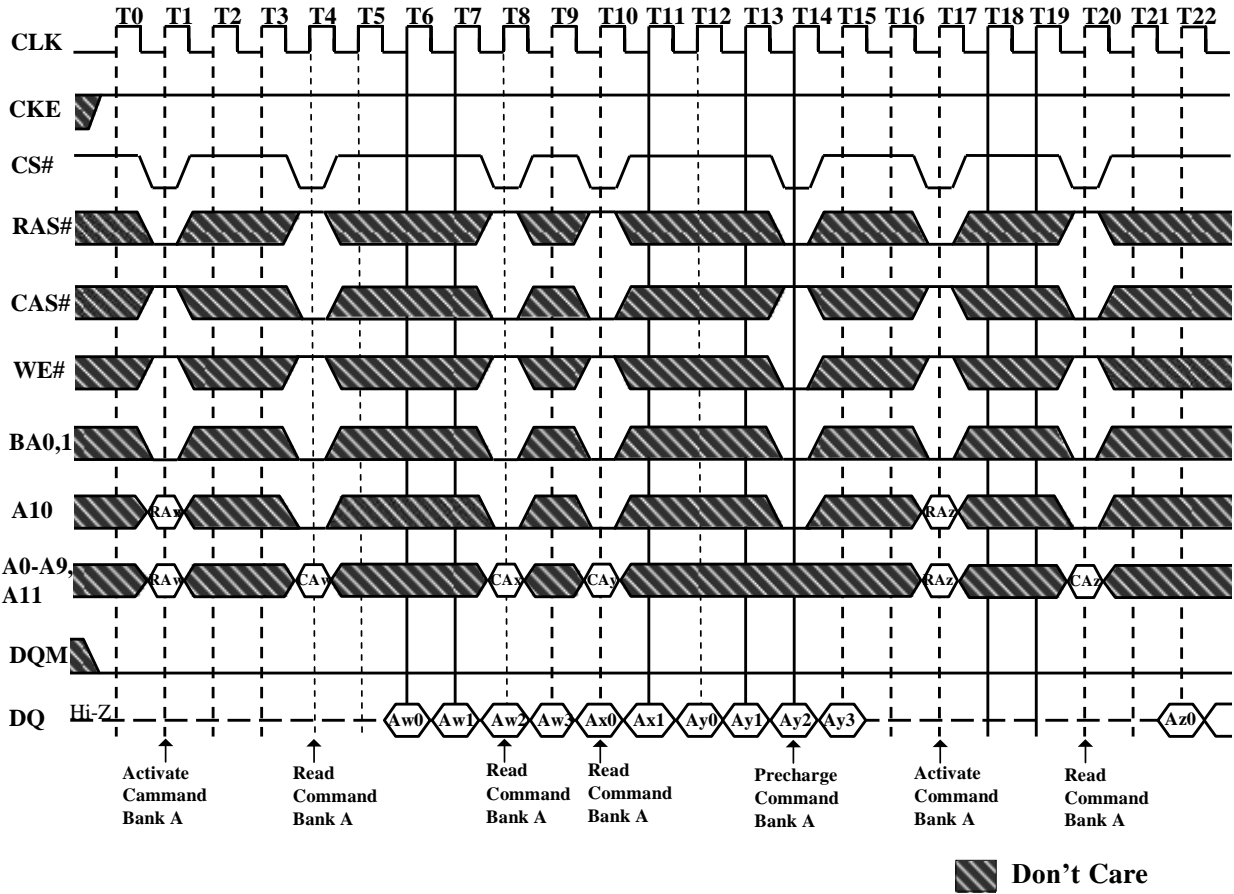 T0 T1 T2 T3 T4 T5 T6 T7 T8 T9 T10 T11 T12 T13 T14 T15 T16 T17 T18 T19 T20 T21 T22
CLK
CKE
CS#
RAS#
CAS#
WE#
BA0,1
A10 RAx RAz
A0-A9,
A11
RAw CAw CAx CAy RAz CAz
DQM
DQ Hi-Z Aw0 Aw1 Aw2 Aw3 Ax0 Ax1 Ay0 Ay1 Ay2 Ay3 Az0
Activate
Cammand
Bank A
Read
Command
Bank A
Read
Command
Bank A
Read
Command
Bank A
Precharge
Command
Bank A
Activate
Command
Bank A
Read
Command
Bank A
Don't Care